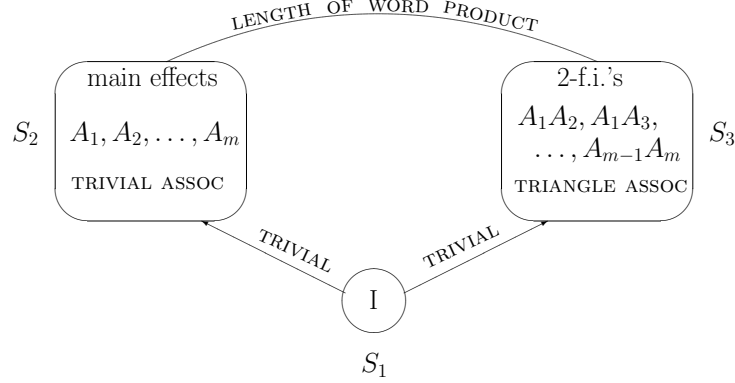 LENGTH OF WORD PRODUCT
main effects
A₁, A₂, . . . , Aₘ
TRIVIAL ASSOC
S₂
2-f.i.'s
A₁A₂, A₁A₃,
. . . , Aₘ₋₁Aₘ
TRIANGLE ASSOC
S₃
TRIVIAL
TRIVIAL
I
S₁